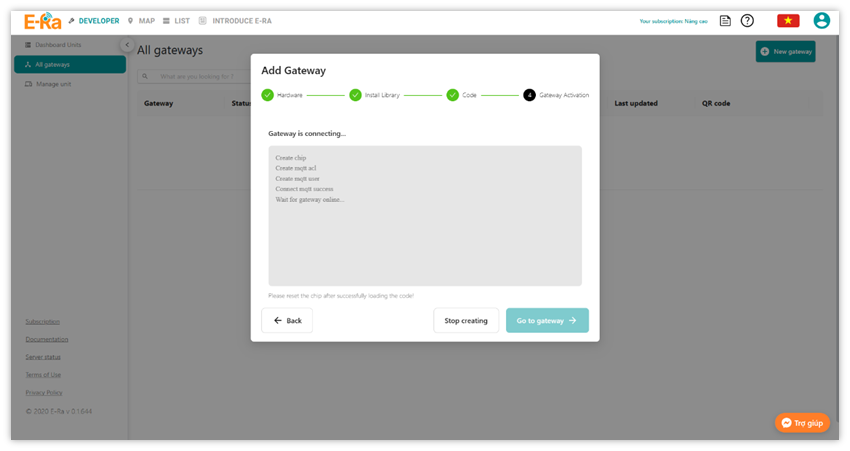 E-Ra
DEVELOPER
MAP
LIST
INTRODUCE E-RA
Your subscription: Nâng cao
Dashboard Units
All gateways
Manage unit
All gateways
New gateway
What are you looking for ?
Gateway
Status
Last updated
QR code
Add Gateway
Hardware
Install Library
Code
4
Gateway Activation
Gateway is connecting...
Create chip
Create mqtt acl
Create mqtt user
Connect mqtt success
Wait for gateway online...
Please reset the chip after successfully loading the code!
Back
Stop creating
Go to gateway
Subscription
Documentation
Server status
Terms of Use
Privacy Policy
© 2020 E-Ra v 0.1.644
Trợ giúp